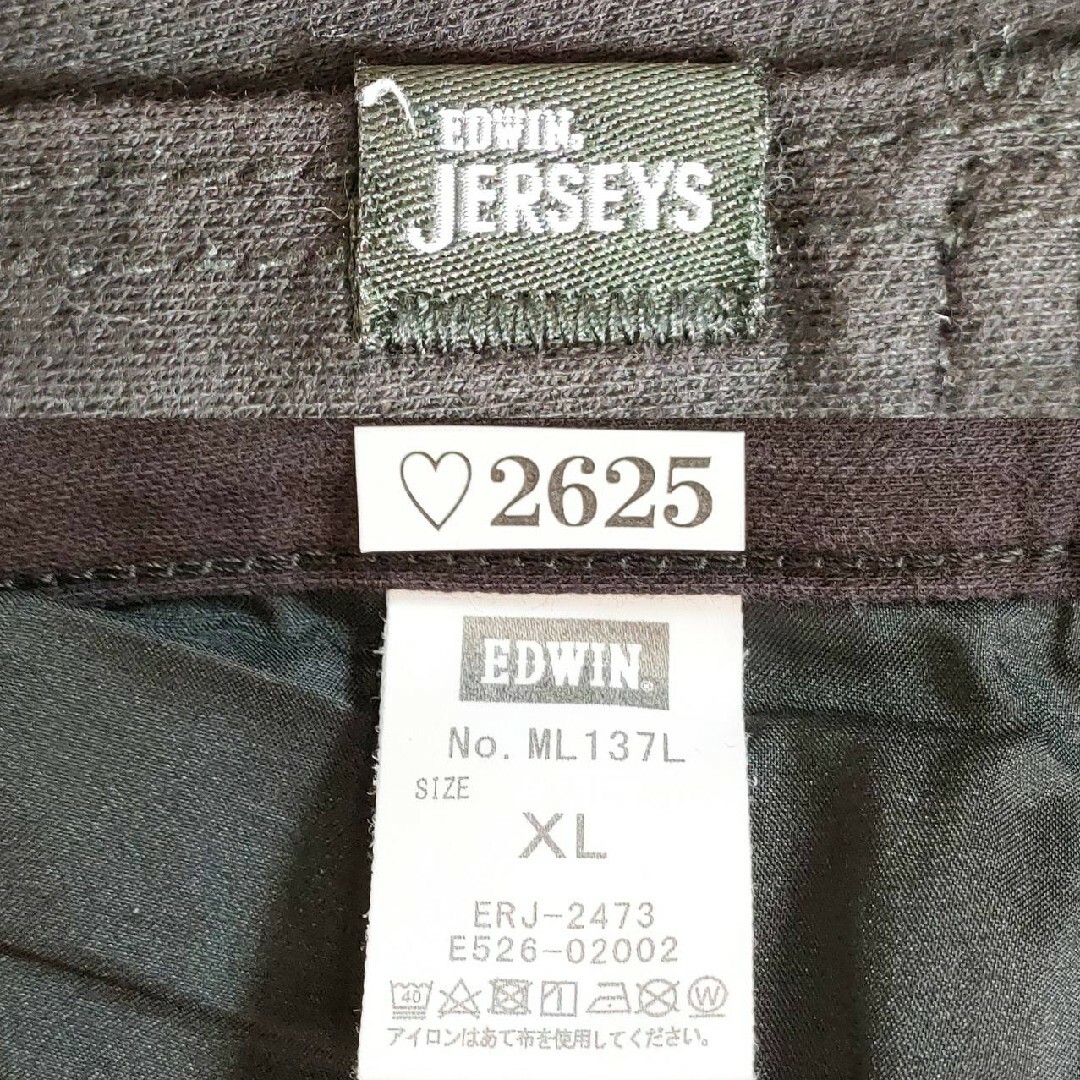 EDWIN.
JERSEYS
♡2625
EDWIN®
No. ML137L
SIZE
XL
ERJ-2473
E526-02002
40 W
アイロンはあて布を使用してください。